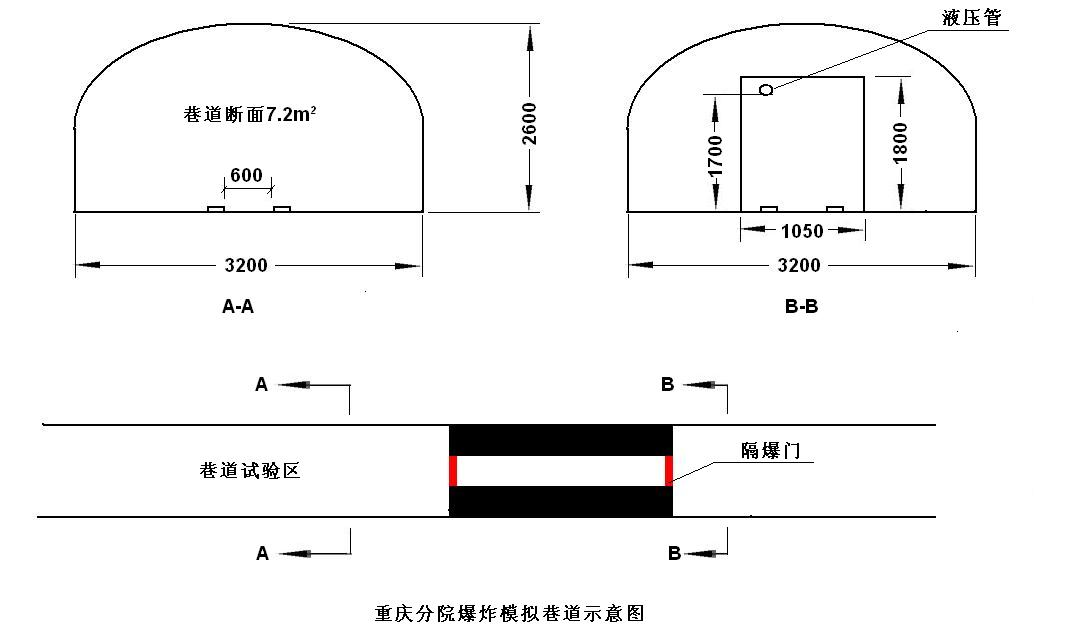 液压管
巷道断面7.2m²
600
2600
3200
A-A
1700
1800
1050
3200
B-B
A
B
巷道试验区
隔爆门
A
B
重庆分院爆炸模拟巷道示意图